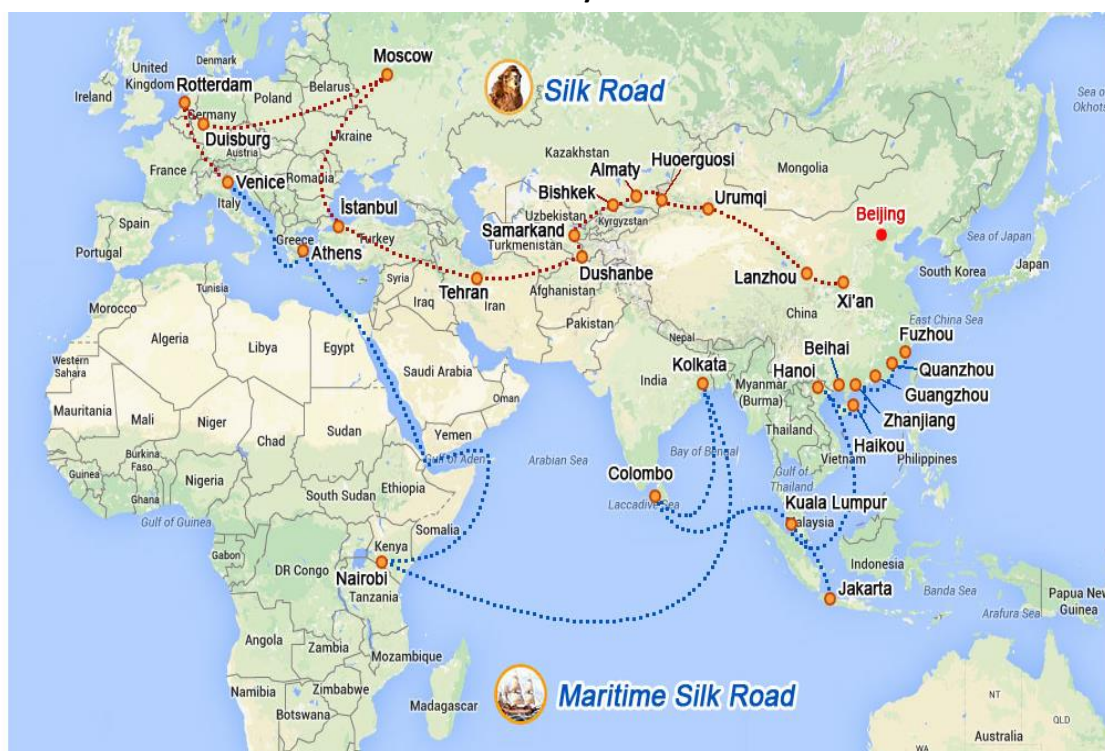 Moscow
United
Kingdom
Denmark
Ireland
Rotterdam
Belarus
Poland
Germany
Duisburg
Silk Road
Sea of
Okhots
Ukraine
Austria
France
Kazakhstan
Huoerguosi
Mongolia
Almaty
Romania
Venice
Bishkek
Urumqi
Italy
İstanbul
Uzbekistan
Kyrgyzstan
Beijing
Spain
Samarkand
Portugal
Greece
Athens
Turkey
Turkmenistan
Sea of Japan
Dushanbe
South Korea
Japan
Syria
Tehran
Lanzhou
Xi'an
Tunisia
Iraq
Iran
Afghanistan
China
Morocco
East China Sea
Pakistan
Fuzhou
Algeria
Libya
Egypt
Nepal
Beihai
Western
Sahara
Saudi Arabia
Kolkata
Hanoi
Quanzhou
India
Myanmar
(Burma)
Guangzhou
Oman
Mauritania
Mali
Niger
Sudan
Zhanjiang
Chad
Yemen
Thailand
Haikou
Burkina
Faso
Gulf of Aden
Arabian Sea
Bay of Bengal
Vietnam
Philippines
Guinea
Nigeria
Colombo
Gulf of
Thailand
Ghana
South Sudan
Ethiopia
Laccadive Sea
Kuala Lumpur
Gulf of Guinea
Somalia
Malaysia
Gabon
Kenya
DR Congo
Nairobi
Indonesia
Tanzania
Jakarta
Banda Sea
Papua New
Guinea
Arafura Sea
Angola
Zambia
Mozambique
Maritime Silk Road
Namibia
Zimbabwe
Madagascar
NT
Botswana
QLD
Australia
WA